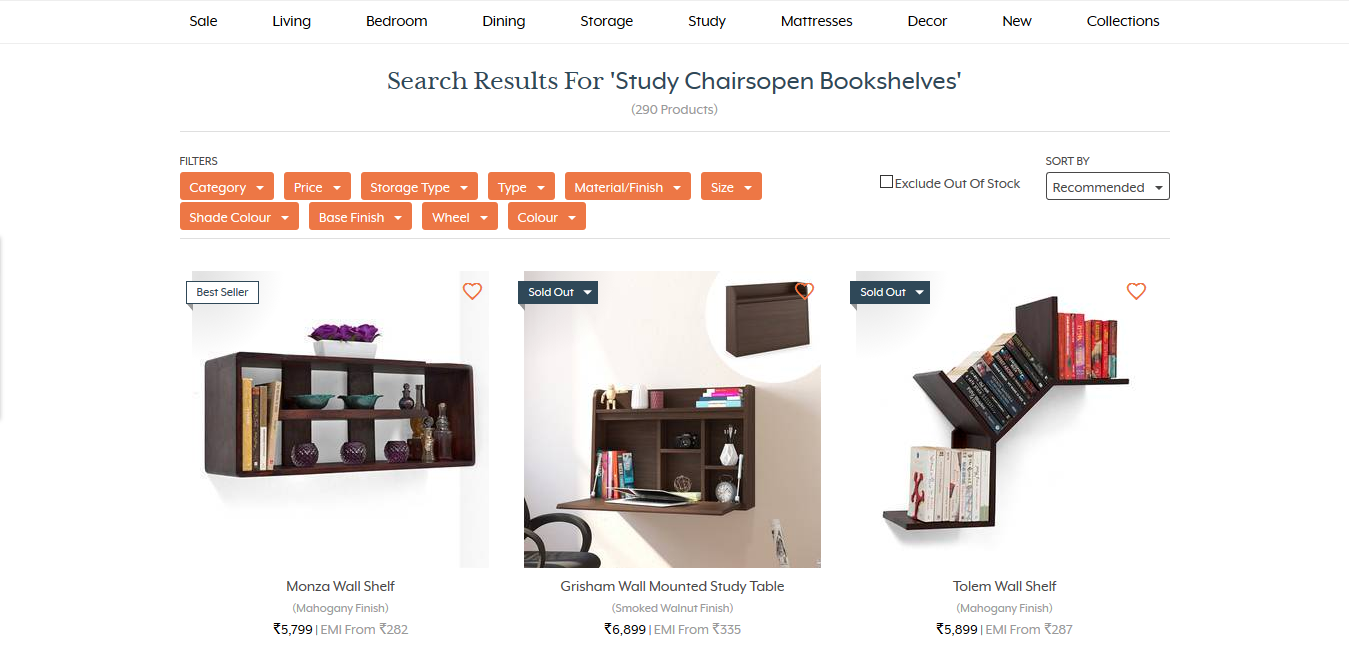 Sale Living Bedroom Dining Storage Study Mattresses Decor New Collections
Search Results For 'Study Chairsopen Bookshelves'
(290 Products)
FILTERS
SORT BY
Category Price Storage Type Type Material/Finish Size
Exclude Out Of Stock
Recommended
Shade Colour Base Finish Wheel Colour
Best Seller
Sold Out
Sold Out
Monza Wall Shelf
(Mahogany Finish)
₹5,799 | EMI From ₹282
Grisham Wall Mounted Study Table
(Smoked Walnut Finish)
₹6,899 | EMI From ₹335
Tolem Wall Shelf
(Mahogany Finish)
₹5,899 | EMI From ₹287